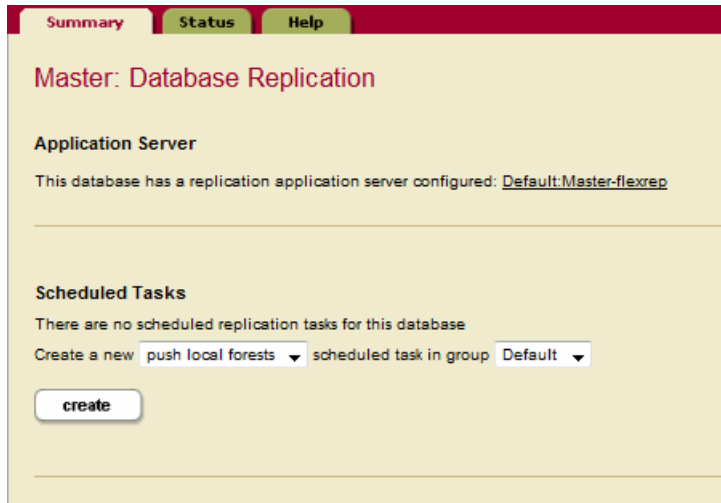 Summary Status Help
Master: Database Replication
Application Server
This database has a replication application server configured: Default:Master-flexrep
Scheduled Tasks
There are no scheduled replication tasks for this database
Create a new push local forests scheduled task in group Default
create